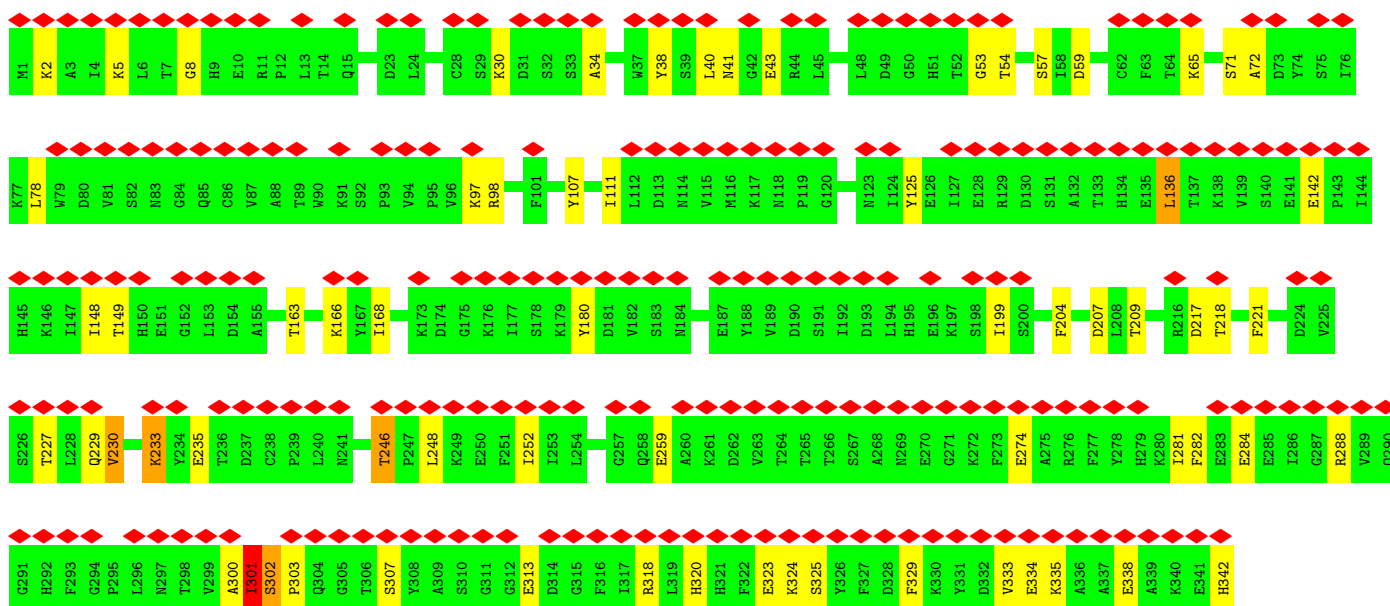 M1 K2 A3 I4 K5 L6 T7 G8 H9 E10 R11 P12 L13 T14 Q15 D23 L24 C28 S29 K30 D31 S32 S33 A34 W37 Y38 S39 L40 N41 G42 E43 R44 L45 L48 D49 G50 H51 T52 G53 T54 S57 I58 D59 C62 F63 T64 K65 S71 A72 D73 Y74 S75 I76
K77 L78 W79 D80 V81 S82 N83 G84 Q85 C86 V87 A88 T89 W90 K91 S92 P93 V94 P95 V96 K97 R98 F101 Y107 I111 L112 D113 N114 V115 M116 K117 N118 P119 G120 N123 I124 Y125 E126 I127 E128 R129 D130 S131 A132 T133 H134 E135 L136 T137 K138 V139 S140 E141 E142 P143 I144
H145 K146 I147 I148 T149 H150 E151 G152 L153 D154 A155 T163 K166 Y167 I168 K173 D174 G175 K176 I177 S178 K179 Y180 D181 V182 S183 N184 E187 Y188 V189 D190 S191 I192 D193 L194 H195 E196 K197 S198 I199 S200 F204 D207 L208 T209 R216 D217 T218 F221 D224 V225
S226 T227 L228 Q229 V230 K233 Y234 E235 T236 D237 C238 P239 L240 N241 T246 P247 L248 K249 E250 F251 I252 I253 L254 G257 Q258 E259 A260 K261 D262 V263 T264 T265 T266 S267 A268 N269 E270 G271 K272 F273 E274 A275 R276 F277 Y278 H279 K280 I281 F282 E283 E284 E285 I286 G287 R288 V289 Q290
G291 H292 F293 G294 P295 L296 N297 T298 V299 A300 I301 S302 P303 Q304 G305 T306 S307 Y308 A309 S310 G311 G312 E313 D314 G315 F316 I317 R318 L319 H320 H321 F322 E323 K324 S325 Y326 F327 D328 F329 K330 Y331 D332 V333 E334 K335 A336 A337 E338 A339 K340 E341 H342